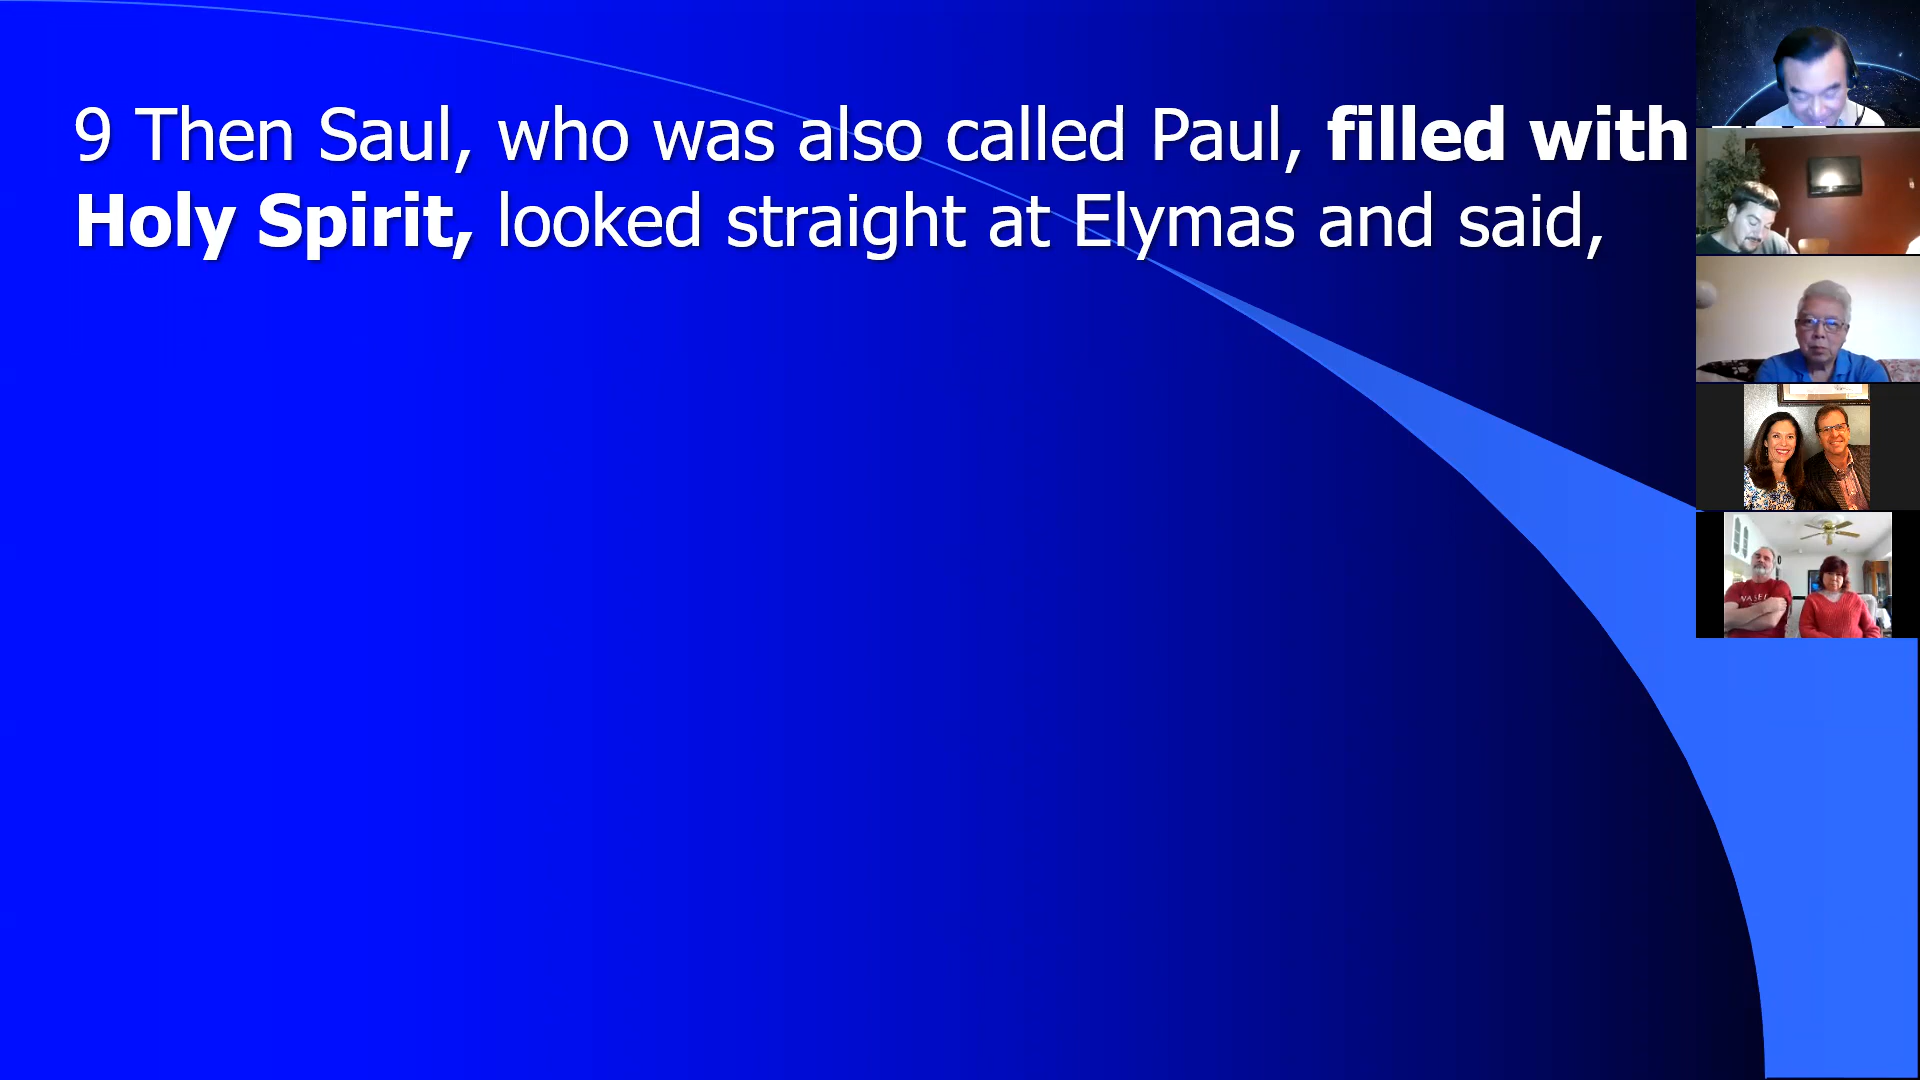 9 Then Saul, who was also called Paul, filled with
Holy Spirit, looked straight at Elymas and said,